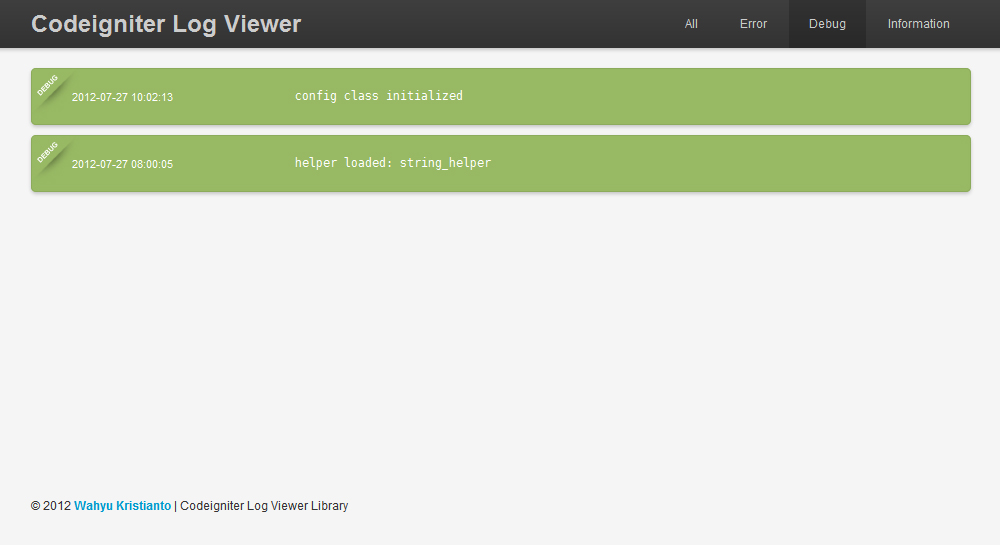 Codeigniter Log Viewer All Error Debug Information
DEBUG
2012-07-27 10:02:13 config class initialized
DEBUG
2012-07-27 08:00:05 helper loaded: string_helper
© 2012 Wahyu Kristianto | Codeigniter Log Viewer Library